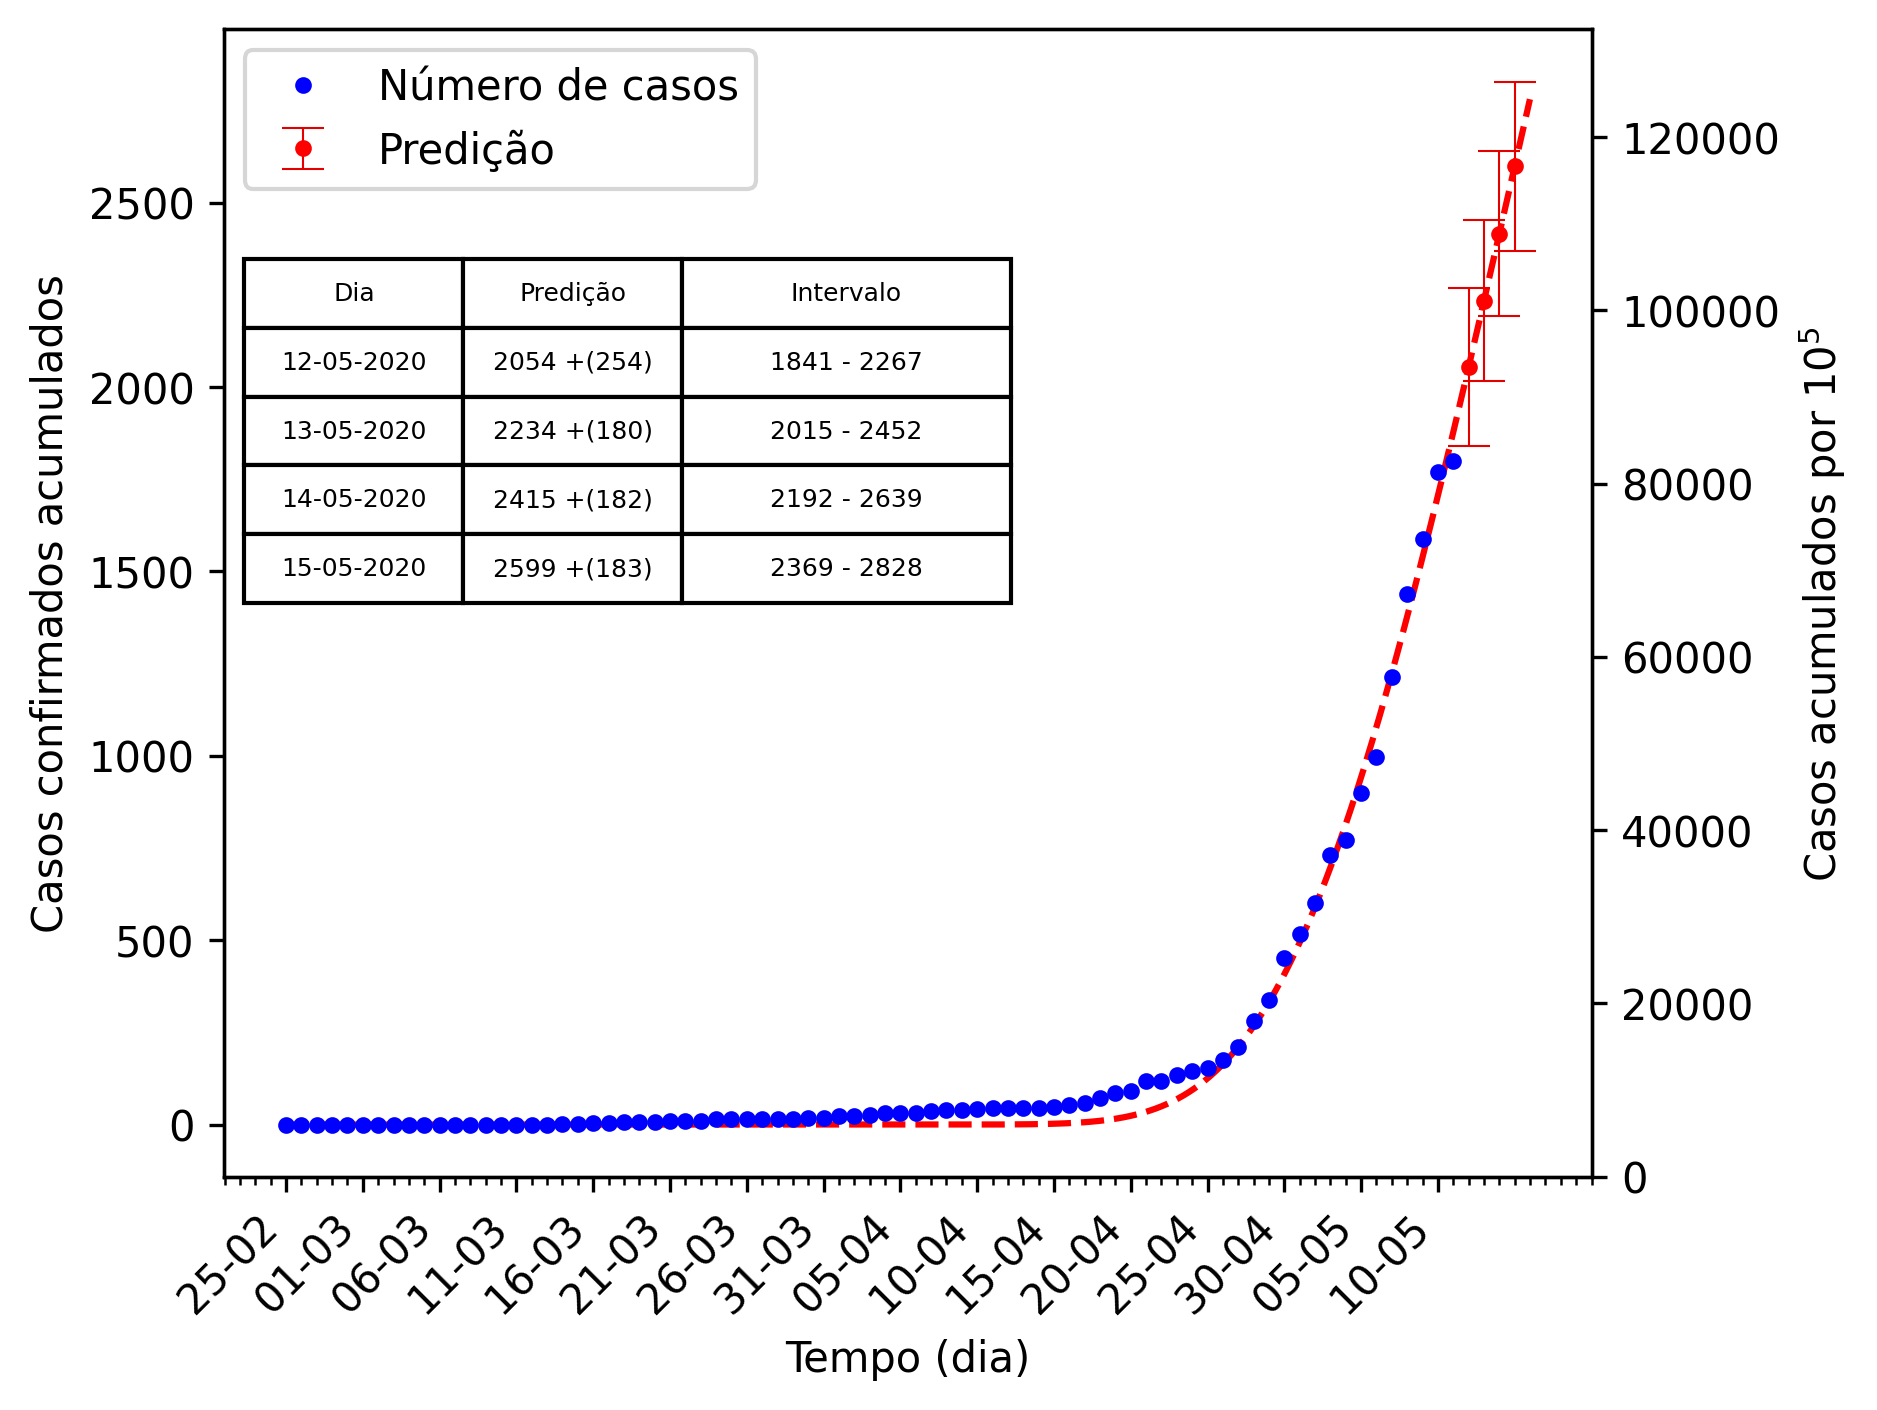 Número de casos
Predição
Dia Predição Intervalo
12-05-2020 2054 +(254) 1841 - 2267
13-05-2020 2234 +(180) 2015 - 2452
14-05-2020 2415 +(182) 2192 - 2639
15-05-2020 2599 +(183) 2369 - 2828
Casos confirmados acumulados
2500
2000
1500
1000
500
0
120000
100000
80000
60000
40000
20000
0
Casos acumulados por 10⁵
25-02 01-03 06-03 11-03 16-03 21-03 26-03 31-03 05-04 10-04 15-04 20-04 25-04 30-04 05-05 10-05
Tempo (dia)